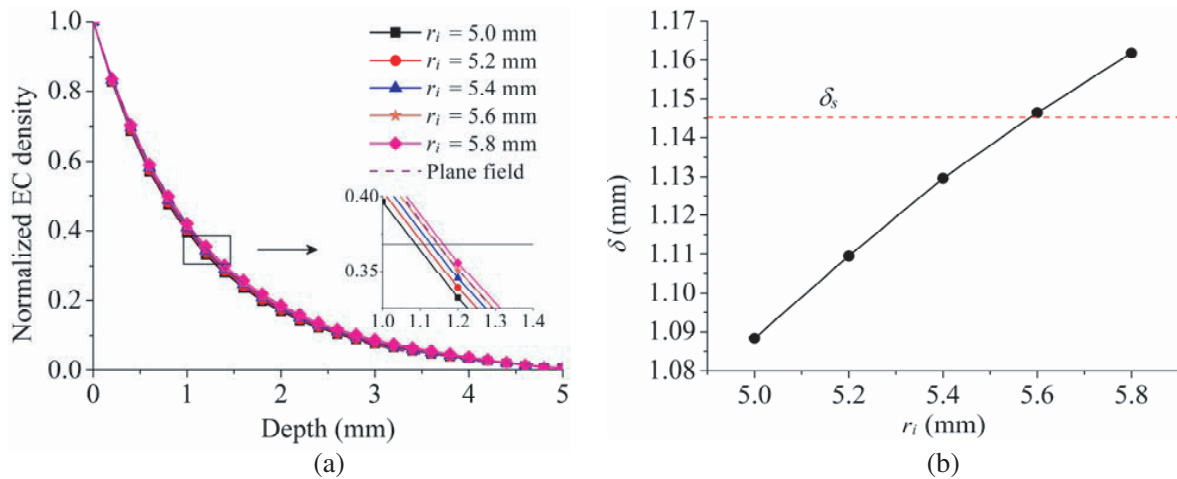 1.0
0.8
0.6
0.4
0.2
0.0
Normalized EC density
0 1 2 3 4 5
Depth (mm)
r_i = 5.0 mm
r_i = 5.2 mm
r_i = 5.4 mm
r_i = 5.6 mm
r_i = 5.8 mm
Plane field
0.40
0.35
1.0 1.1 1.2 1.3 1.4
(a)
1.17
1.16
1.15
1.14
1.13
1.12
1.11
1.10
1.09
1.08
δ (mm)
δ_s
5.0 5.2 5.4 5.6 5.8
r_i (mm)
(b)